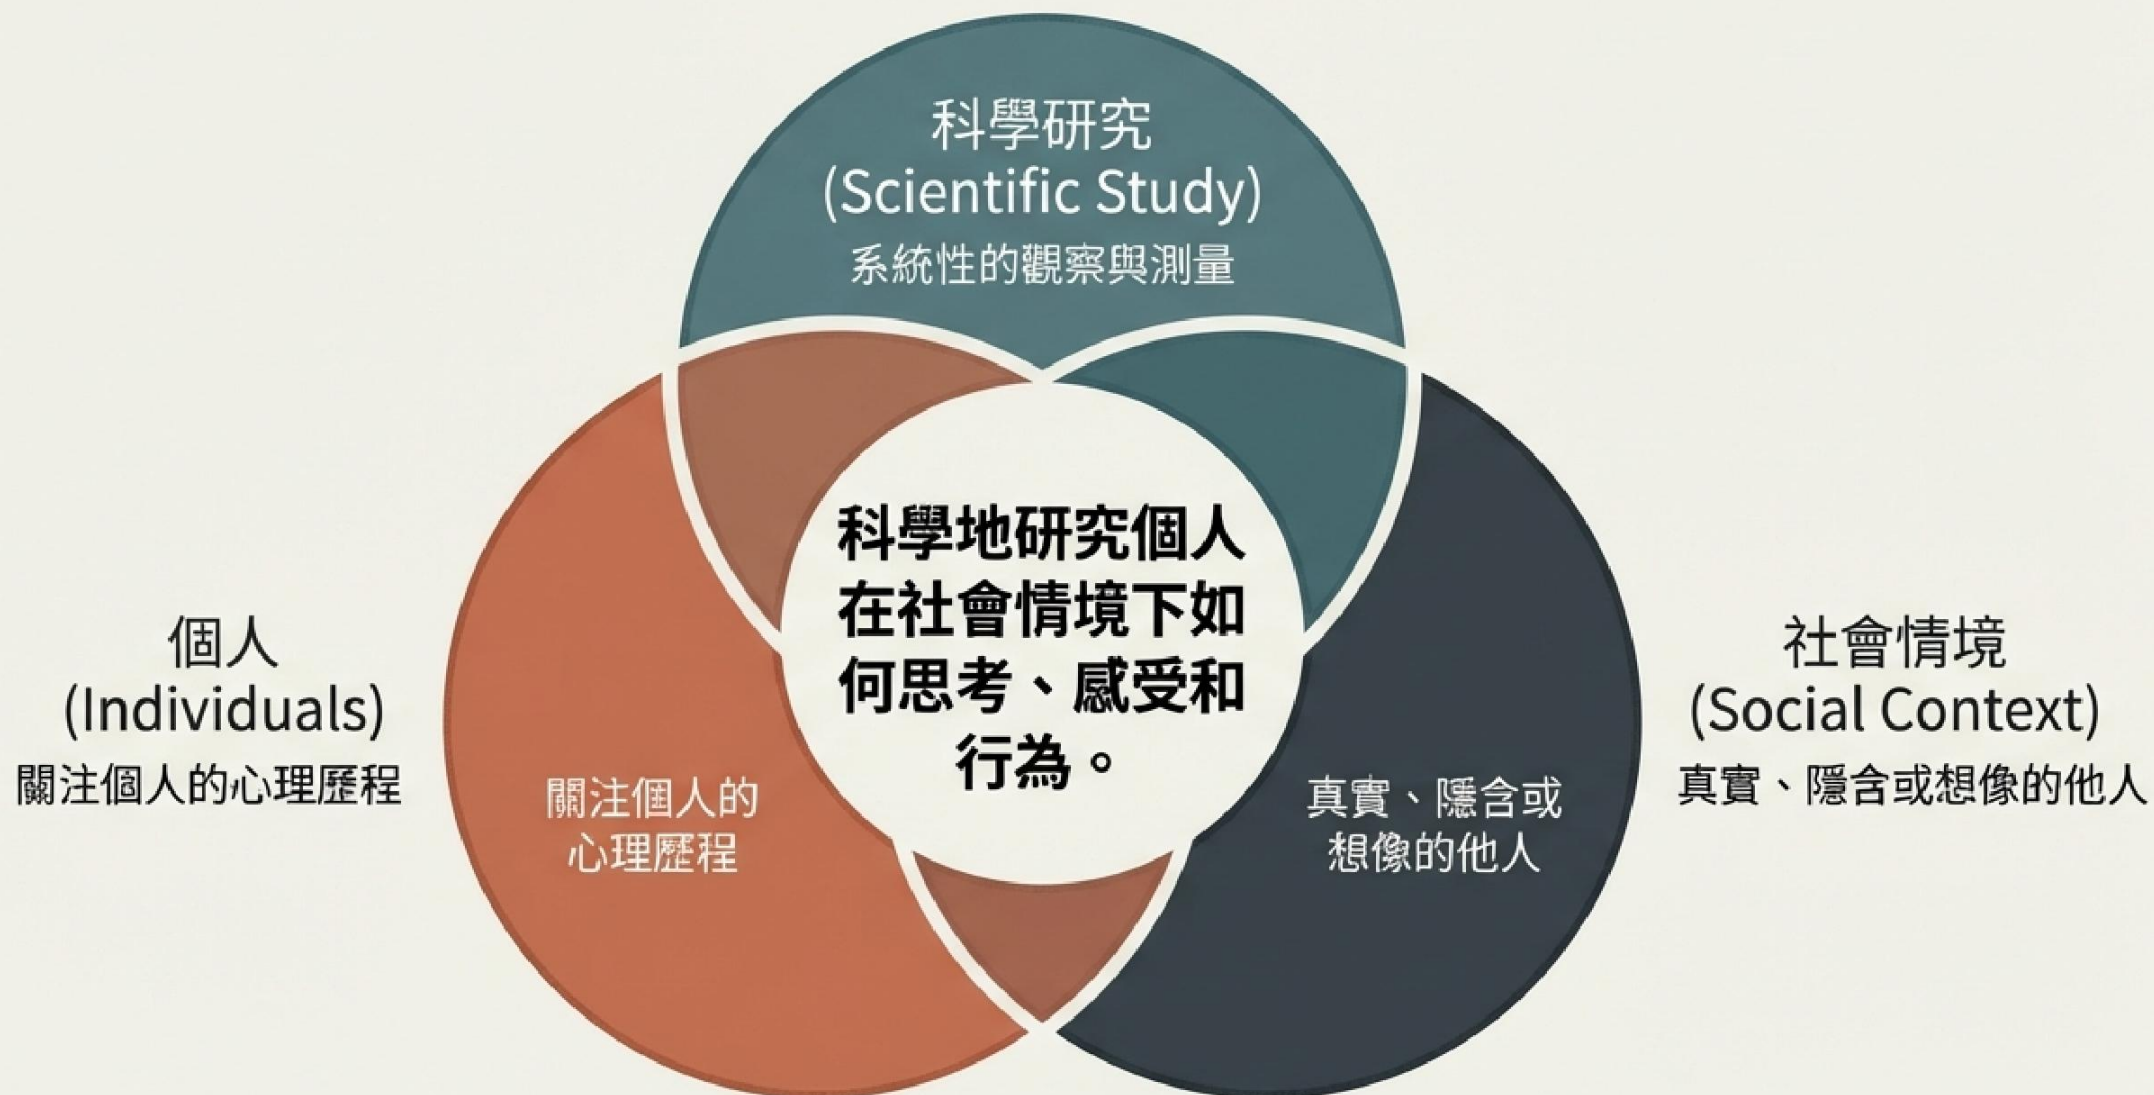 科學研究
(Scientific Study)
系統性的觀察與測量
科學地研究個人
在社會情境下如
何思考、感受和
行為。
個人
(Individuals)
關注個人的心理歷程
關注個人的
心理歷程
真實、隱含或
想像的他人
社會情境
(Social Context)
真實、隱含或想像的他人